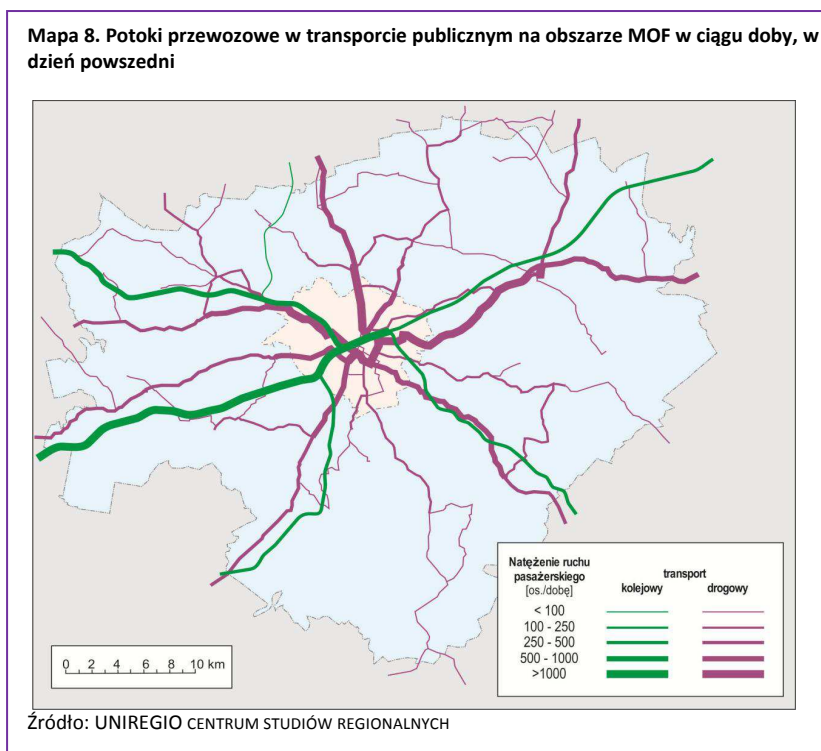 Mapa 8. Potoki przewozowe w transporcie publicznym na obszarze MOF w ciągu doby, w
dzień powszedni
Natężenie ruchu
pasażerskiego
[os./dobę]
transport
kolejowy drogowy
< 100
100 - 250
250 - 500
500 - 1000
>1000
0 2 4 6 8 10 km
Źródło: UNIREGIO CENTRUM STUDIÓW REGIONALNYCH